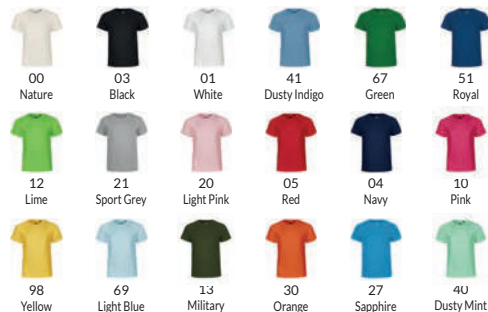 00 03 01 41 67 51
Nature Black White Dusty Indigo Green Royal
12 21 20 05 04 10
Lime Sport Grey Light Pink Red Navy Pink
98 69 13 30 27 40
Yellow Light Blue Military Orange Sapphire Dusty Mint